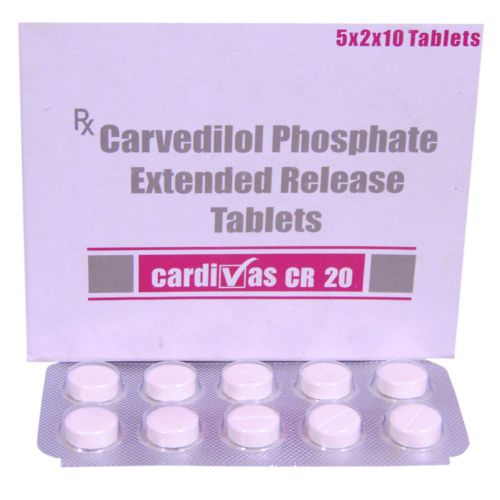 5x2x10 Tablets
Rx Carvedilol Phosphate
Extended Release
Tablets
cardiVas CR 20